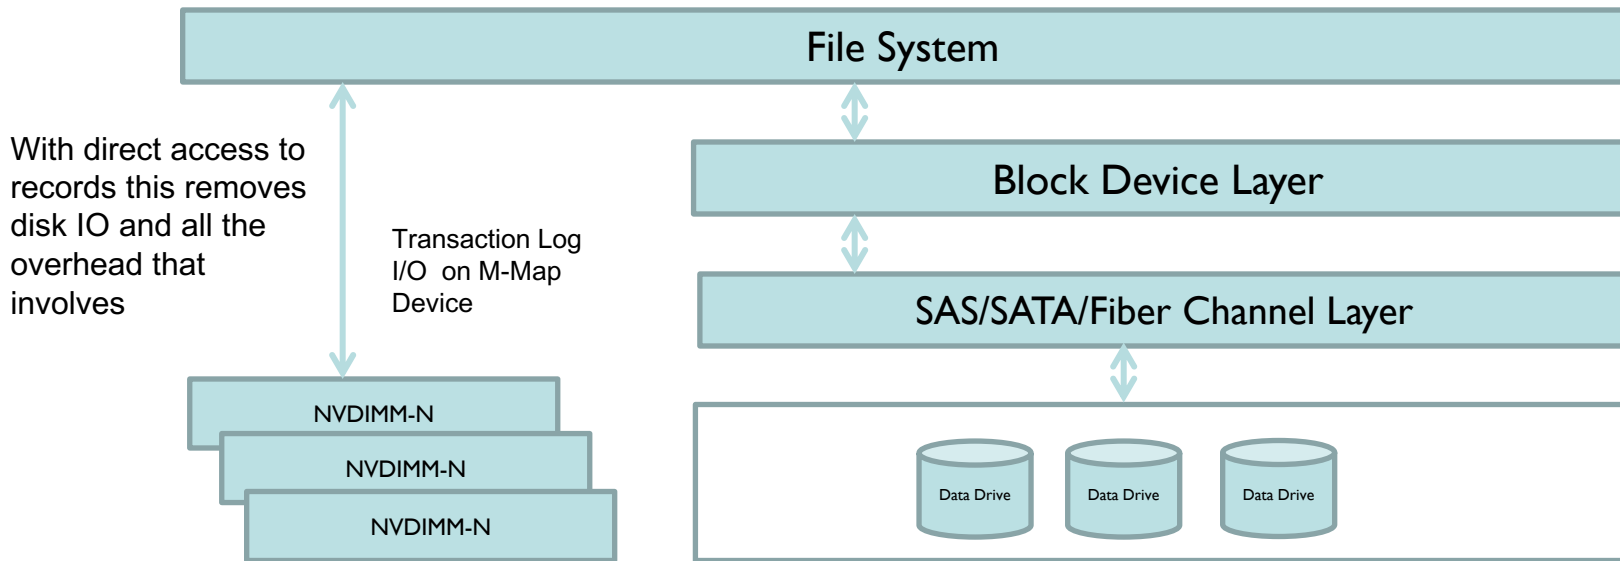 File System
With direct access to
records this removes
disk IO and all the
overhead that
involves
Transaction Log
I/O  on M-Map
Device
Block Device Layer
SAS/SATA/Fiber Channel Layer
NVDIMM-N
NVDIMM-N
NVDIMM-N
Data Drive
Data Drive
Data Drive